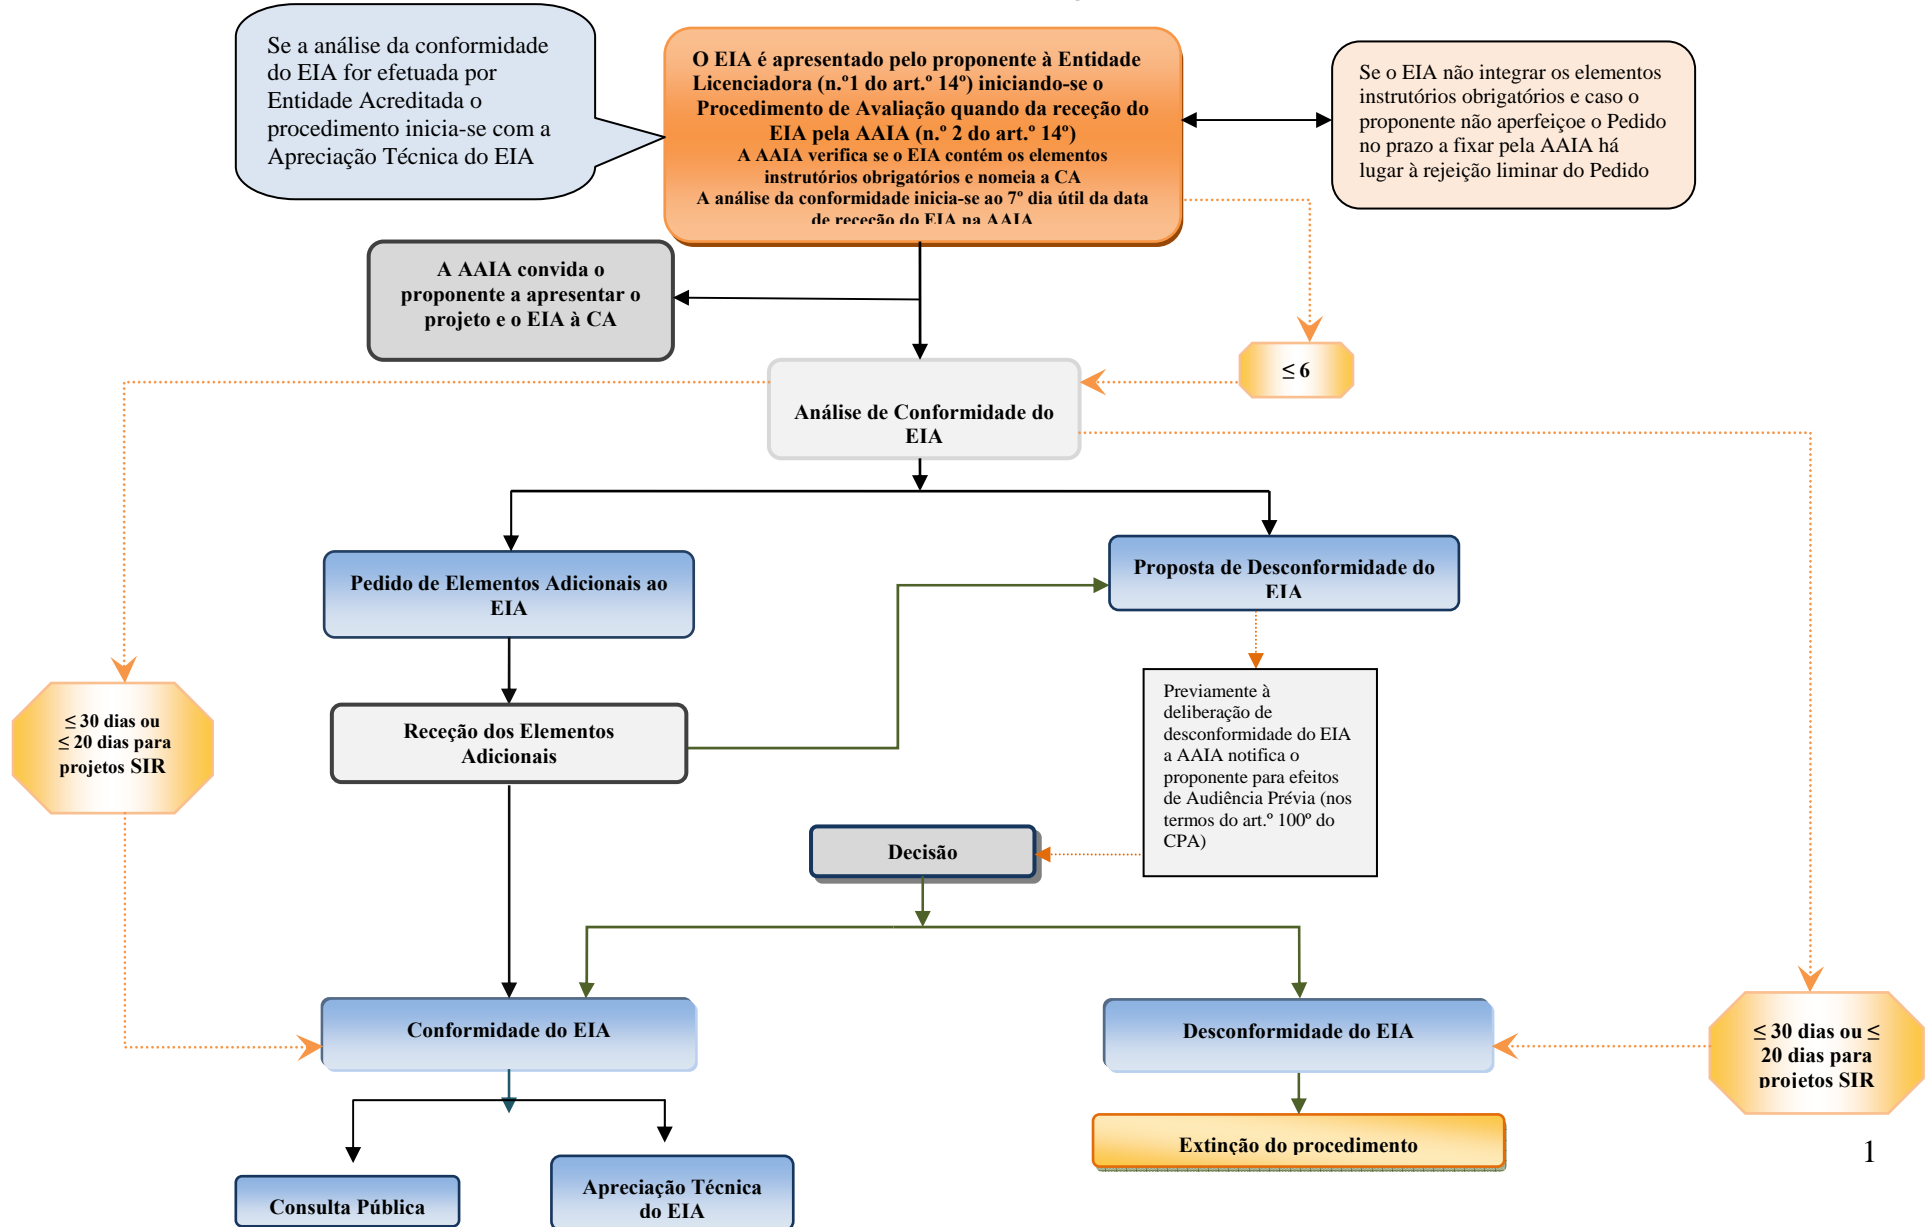 Se a análise da conformidade
do EIA for efetuada por
Entidade Acreditada o
procedimento inicia-se com a
Apreciação Técnica do EIA
O EIA é apresentado pelo proponente à Entidade
Licenciadora (n.º1 do art.º 14º) iniciando-se o
Procedimento de Avaliação quando da receção do
EIA pela AAIA (n.º 2 do art.º 14º)
A AAIA verifica se o EIA contém os elementos
instrutórios obrigatórios e nomeia a CA
A análise da conformidade inicia-se ao 7º dia útil da data
de receção do EIA na AAIA
Se o EIA não integrar os elementos
instrutórios obrigatórios e caso o
proponente não aperfeiçoe o Pedido
no prazo a fixar pela AAIA há
lugar à rejeição liminar do Pedido
A AAIA convida o
proponente a apresentar o
projeto e o EIA à CA
≤ 6
Análise de Conformidade do
EIA
Pedido de Elementos Adicionais ao
EIA
Proposta de Desconformidade do
EIA
≤ 30 dias ou
≤ 20 dias para
projetos SIR
Receção dos Elementos
Adicionais
Previamente à
deliberação de
desconformidade do EIA
a AAIA notifica o
proponente para efeitos
de Audiência Prévia (nos
termos do art.º 100º do
CPA)
Decisão
Conformidade do EIA
Desconformidade do EIA
≤ 30 dias ou ≤
20 dias para
projetos SIR
Extinção do procedimento
1
Consulta Pública
Apreciação Técnica
do EIA